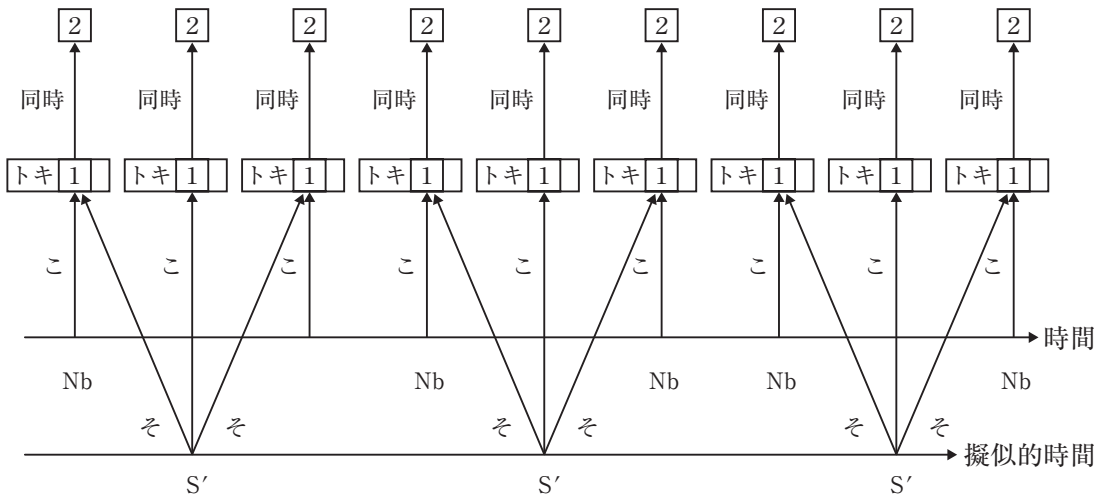 2 2 2 2 2 2 2 2 2
同時 同時 同時 同時 同時 同時 同時 同時 同時
トキ 1 トキ 1 トキ 1 トキ 1 トキ 1 トキ 1 トキ 1 トキ 1 トキ 1
こ こ こ こ こ こ こ こ こ
時間
Nb Nb Nb Nb Nb
そ そ そ そ そ そ
擬似的時間
S′ S′ S′